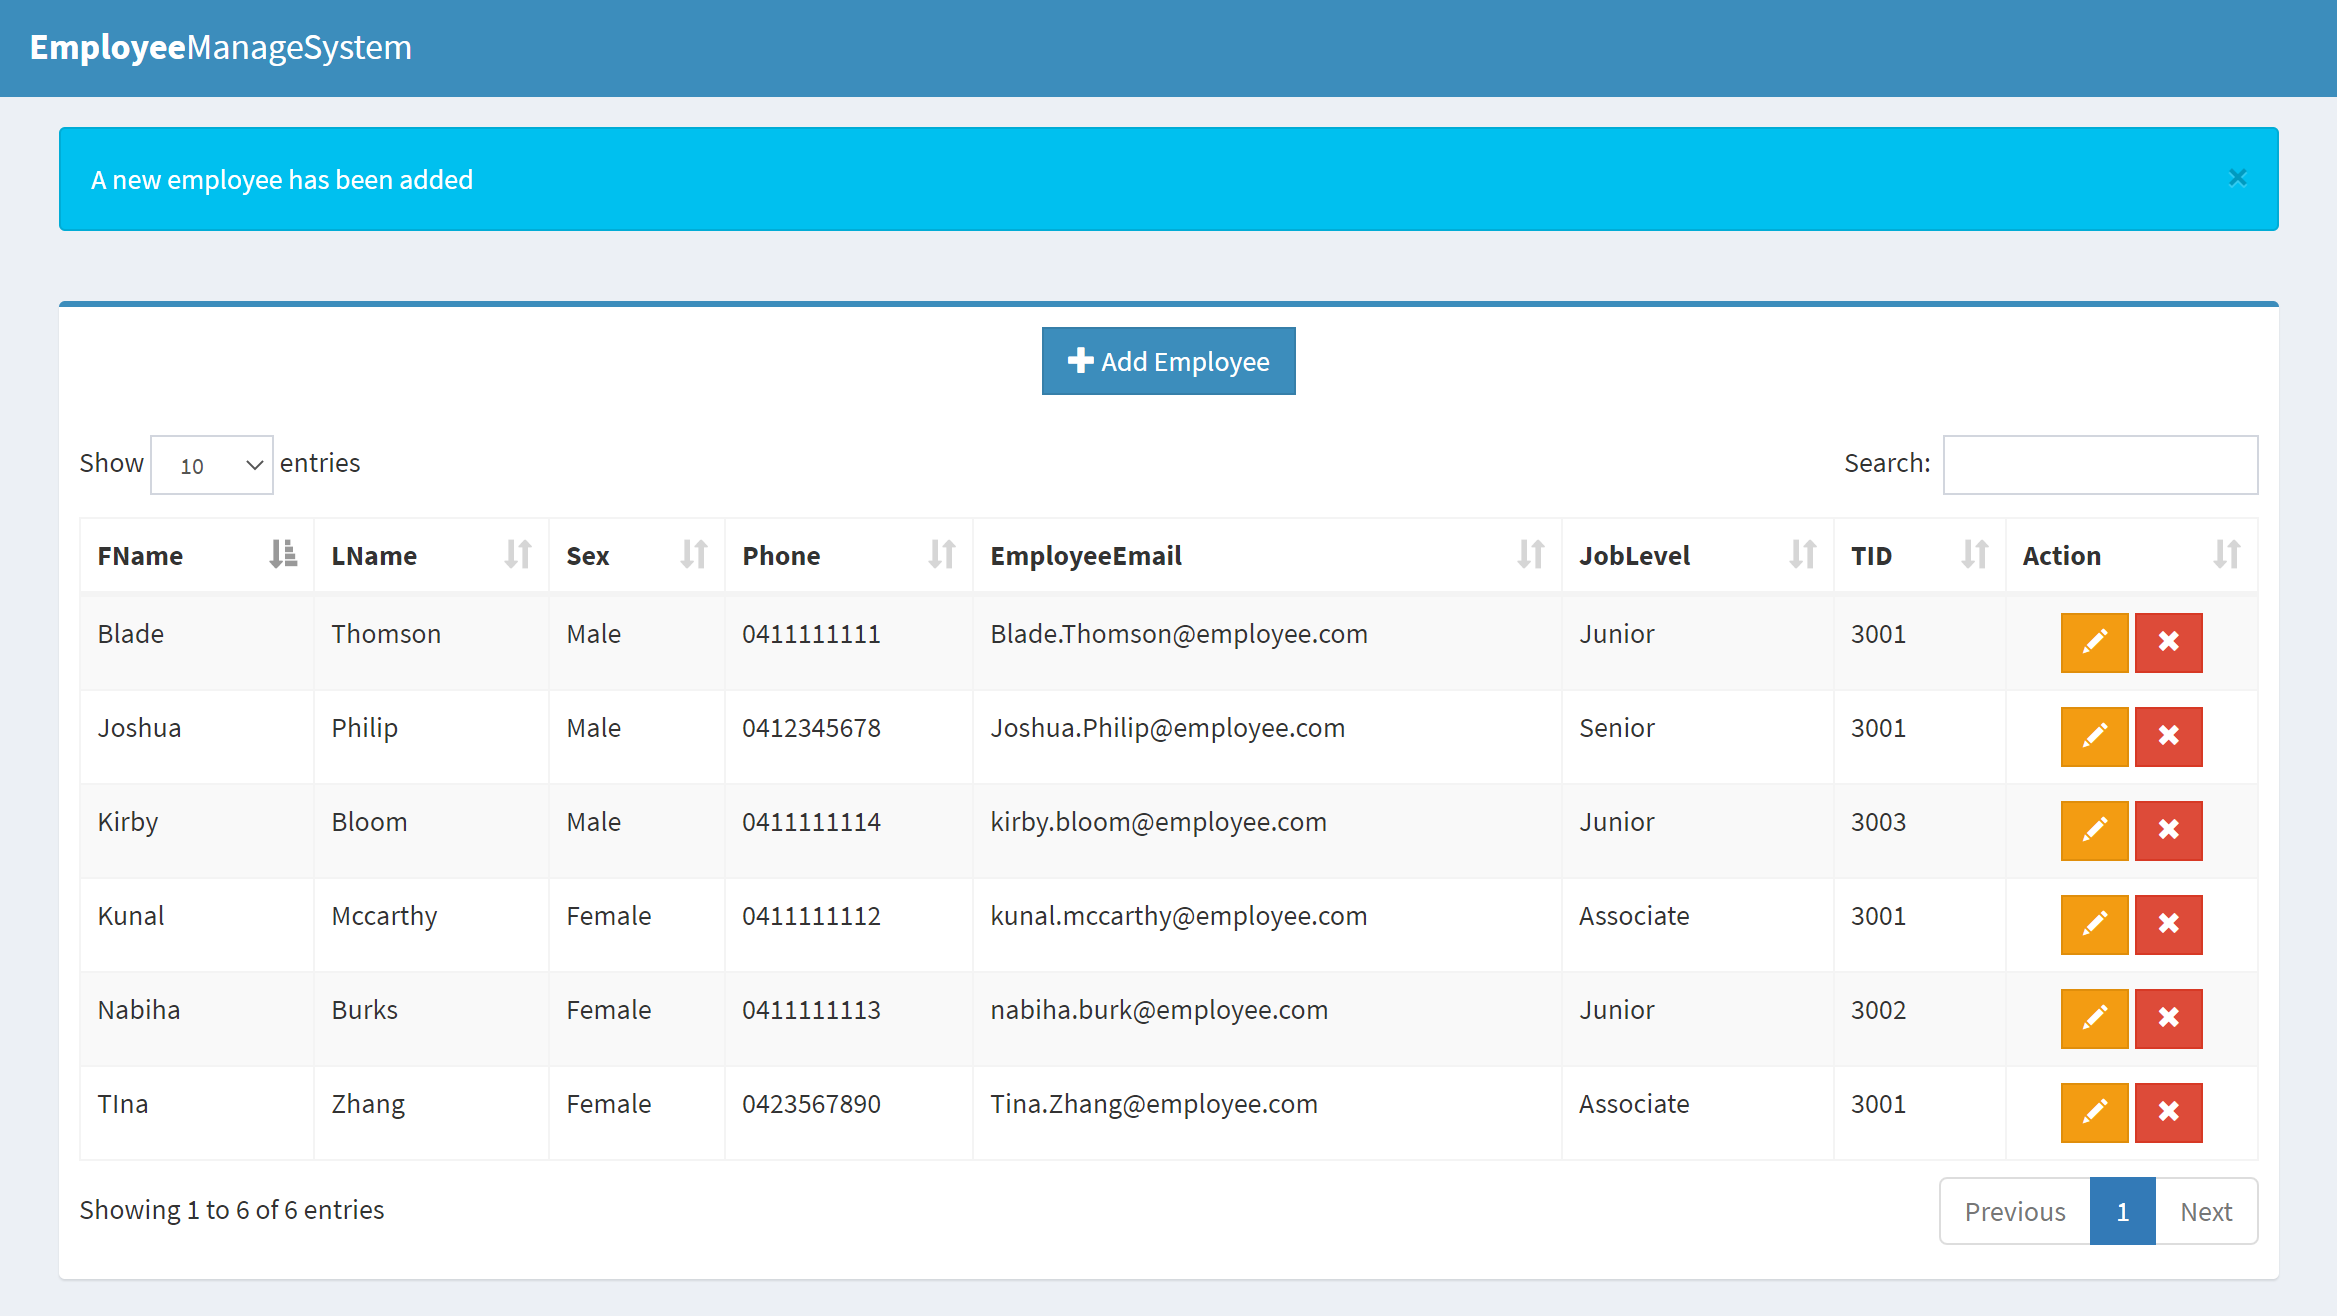 EmployeeManageSystem
A new employee has been added
×
Add Employee
Show 10 entries Search:
FName LName Sex Phone EmployeeEmail JobLevel TID Action
Blade Thomson Male 0411111111 Blade.Thomson@employee.com Junior 3001
Joshua Philip Male 0412345678 Joshua.Philip@employee.com Senior 3001
Kirby Bloom Male 0411111114 kirby.bloom@employee.com Junior 3003
Kunal Mccarthy Female 0411111112 kunal.mccarthy@employee.com Associate 3001
Nabiha Burks Female 0411111113 nabiha.burk@employee.com Junior 3002
TIna Zhang Female 0423567890 Tina.Zhang@employee.com Associate 3001
Showing 1 to 6 of 6 entries Previous 1 Next